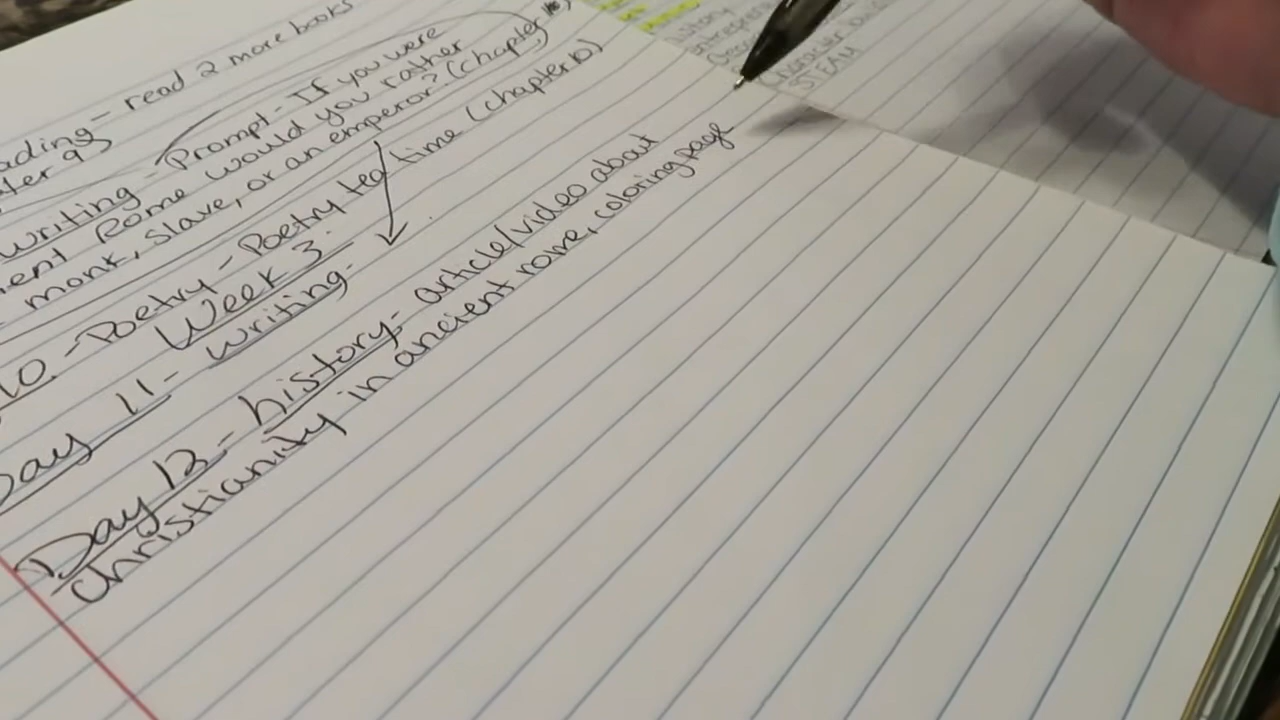 ading - read 2 more books
ter 9
writing - Prompt - If you were
ent Rome would you rather
monk, slave, or an emperor? (chapter
10 - Poetry - Poetry tea time (chapter 10)
Week 3
Day 11 - writing -
Day 12 - history - article/video about
christianity in ancient rome, coloring page
history
STEAM